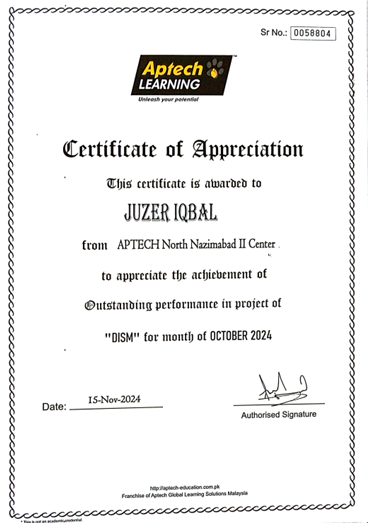 Sr No.: 0058804
Aptech
LEARNING
Unleash your potential
Certificate of Appreciation
This certificate is awarded to
JUZER IQBAL
from APTECH North Nazimabad II Center
to appreciate the achievement of
Outstanding performance in project of
"DISM" for month of OCTOBER 2024
Date: 15-Nov-2024
Authorised Signature
http://aptech-education.com.pk
Franchise of Aptech Global Learning Solutions Malaysia
* This is not an academic credential